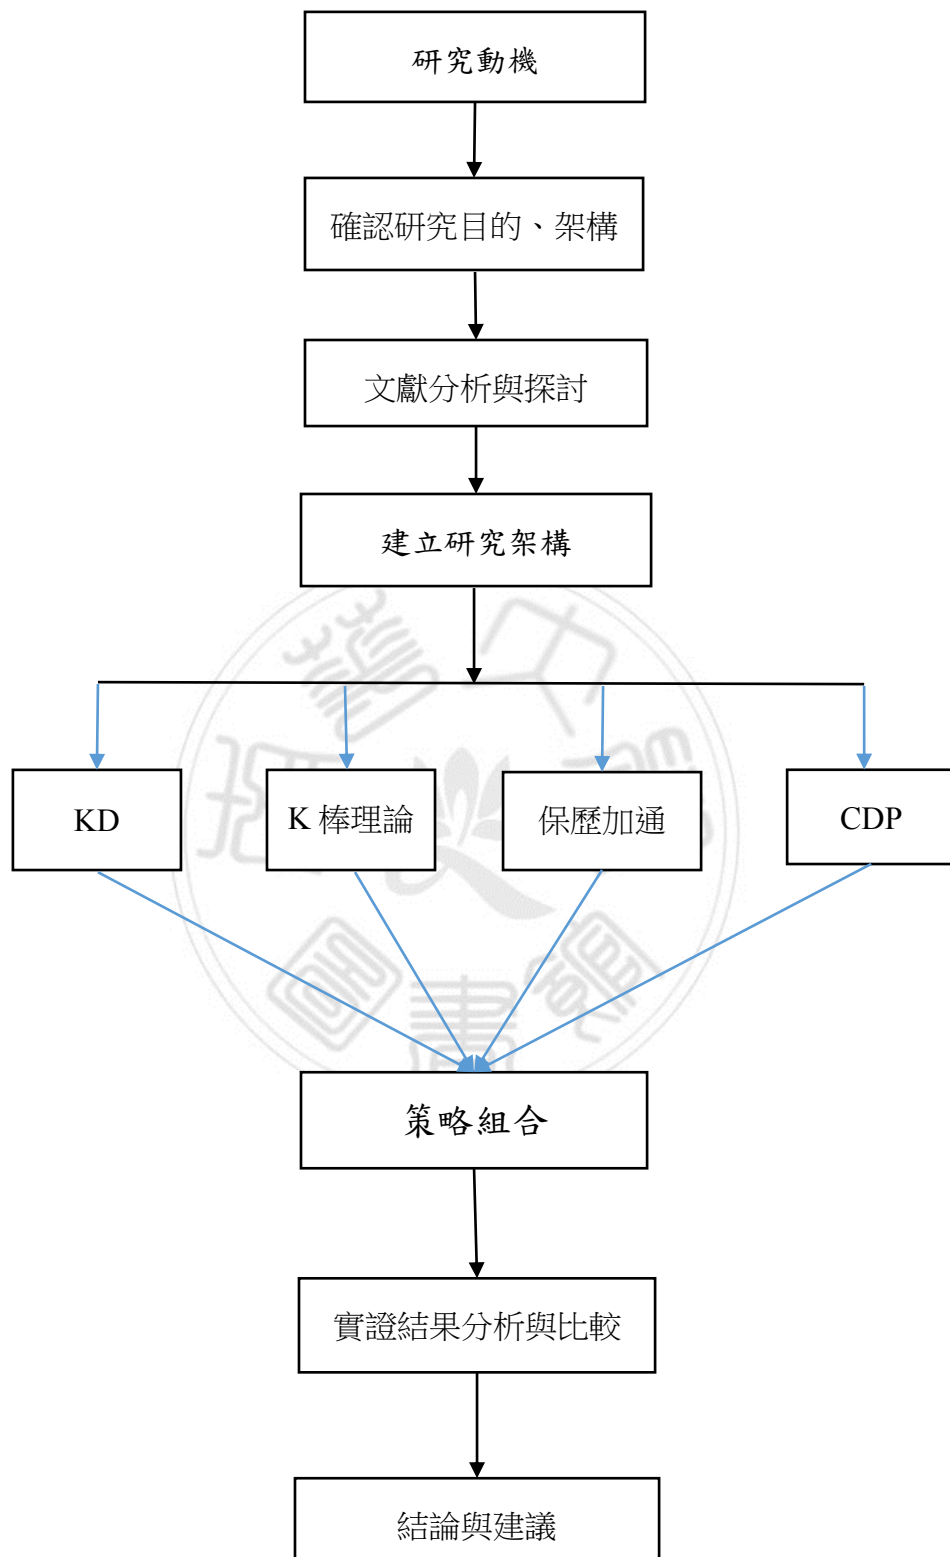 研究動機
確認研究目的、架構
文獻分析與探討
建立研究架構
KD
K 棒理論
保歷加通
CDP
策略組合
實證結果分析與比較
結論與建議